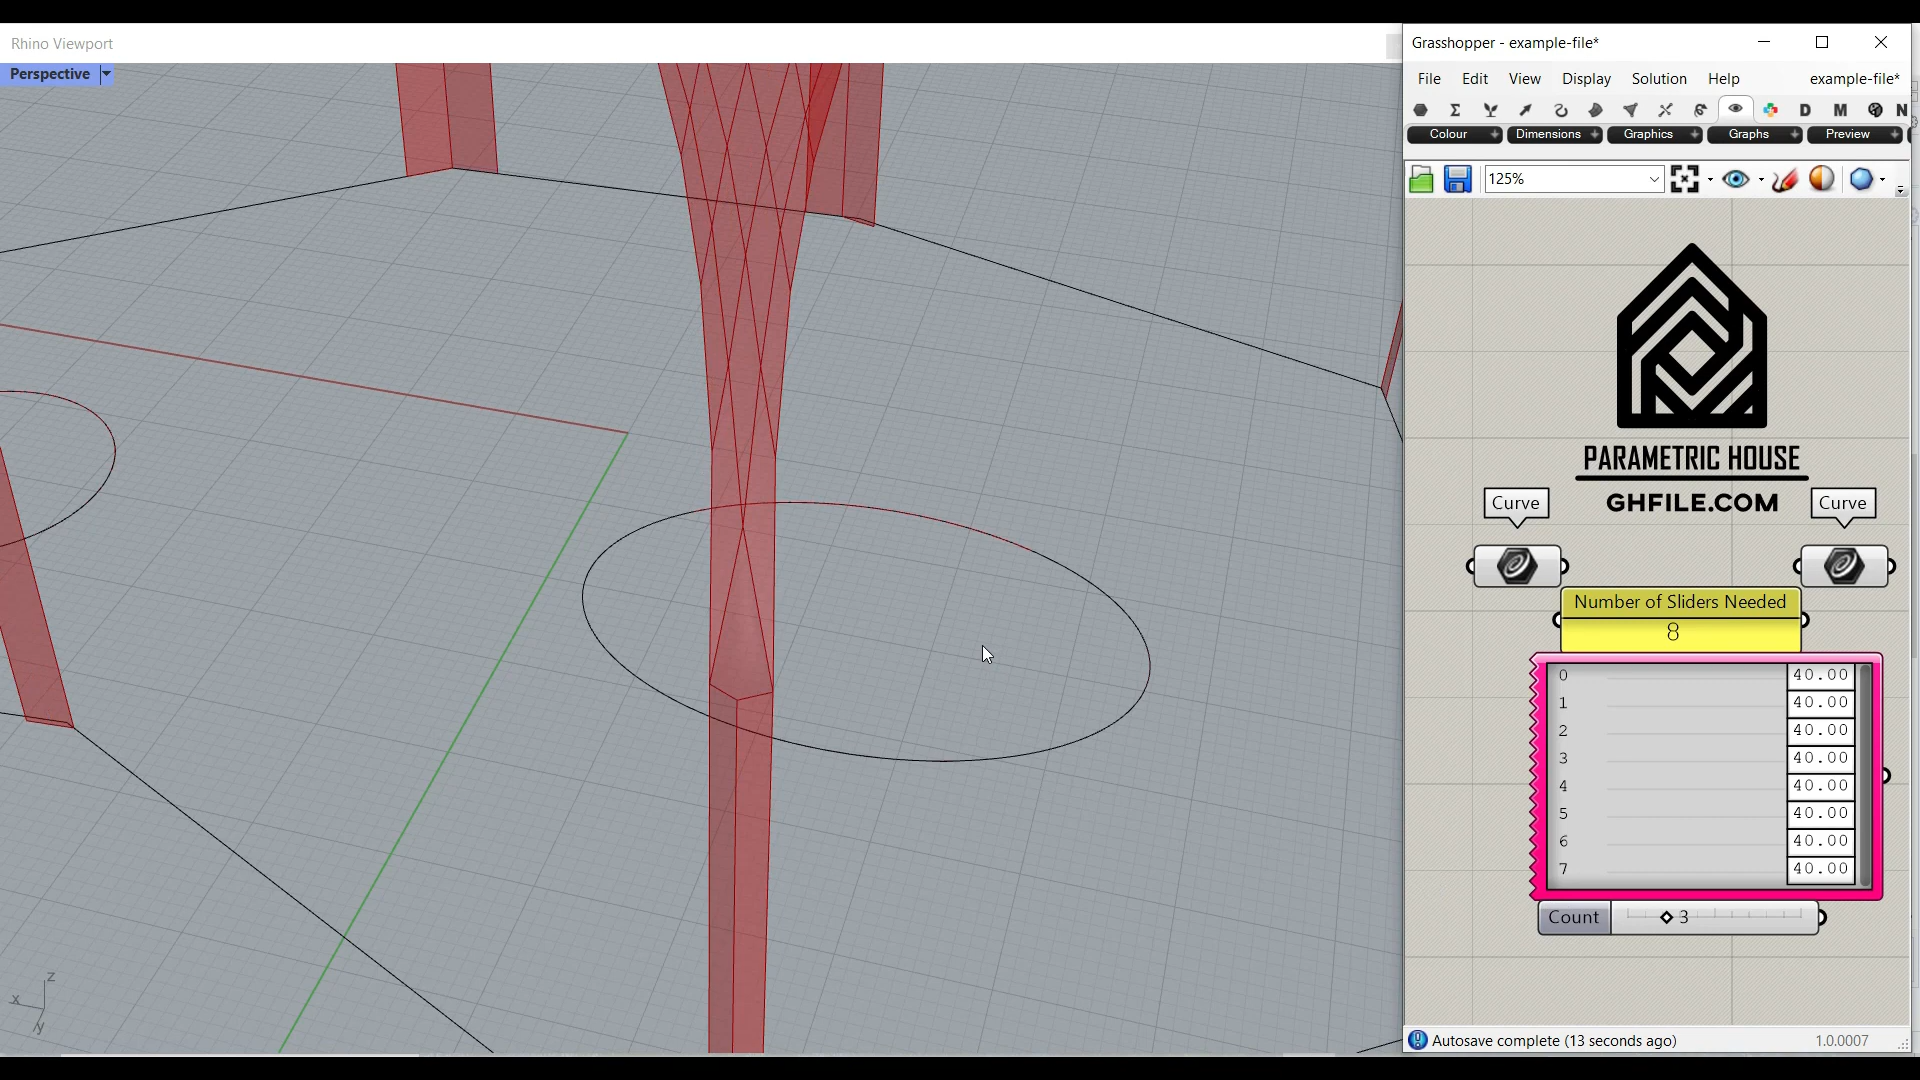 Rhino Viewport
Perspective
z
x
y
Grasshopper - example-file*
File Edit View Display Solution Help example-file*
D M N
Colour Dimensions Graphics Graphs Preview
125%
PARAMETRIC HOUSE
GHFILE.COM
Curve Curve
Number of Sliders Needed
8
0 40.00
1 40.00
2 40.00
3 40.00
4 40.00
5 40.00
6 40.00
7 40.00
Count 3
Autosave complete (13 seconds ago) 1.0.0007